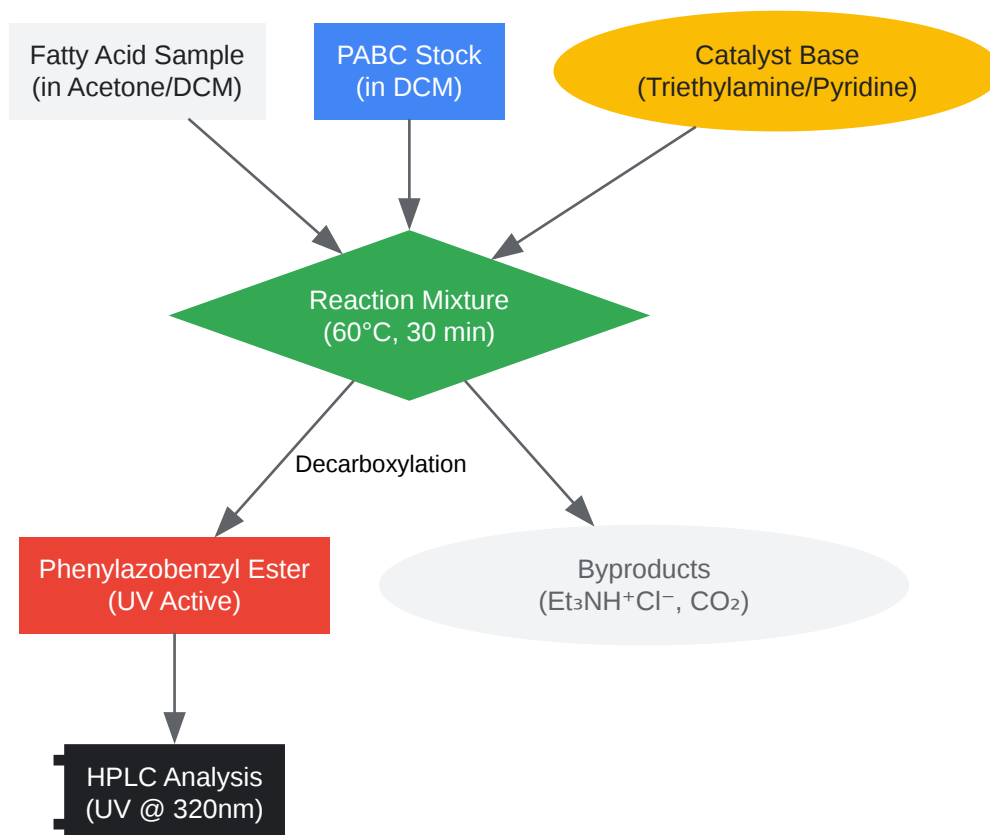 Fatty Acid Sample
(in Acetone/DCM)
PABC Stock
(in DCM)
Catalyst Base
(Triethylamine/Pyridine)
Reaction Mixture
(60°C, 30 min)
Decarboxylation
Phenylazobenzyl Ester
(UV Active)
Byproducts
(Et₃NH⁺Cl⁻, CO₂)
HPLC Analysis
(UV @ 320nm)